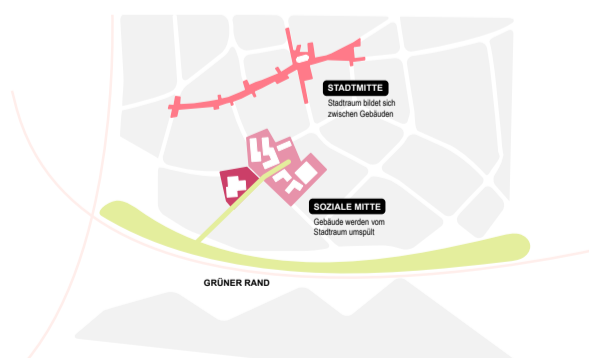 STADTMITTE
Stadtraum bildet sich
zwischen Gebäuden
SOZIALE MITTE
Gebäude werden vom
Stadtraum umspült
GRÜNER RAND